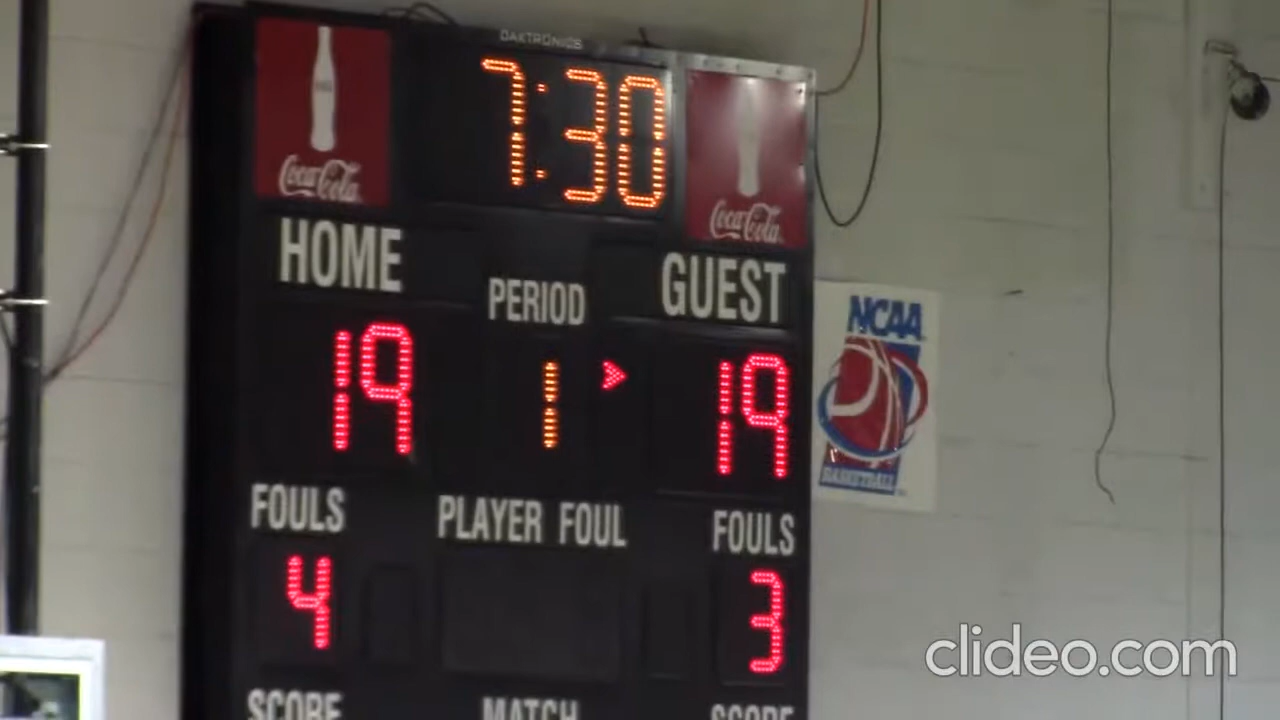 DAKTRONICS
7:30
Coca-Cola
Coca-Cola
HOME
GUEST
PERIOD
19
1
19
NCAA
BASKETBALL
FOULS
PLAYER FOUL
FOULS
4
3
SCORE
MATCH
SCORE
clideo.com